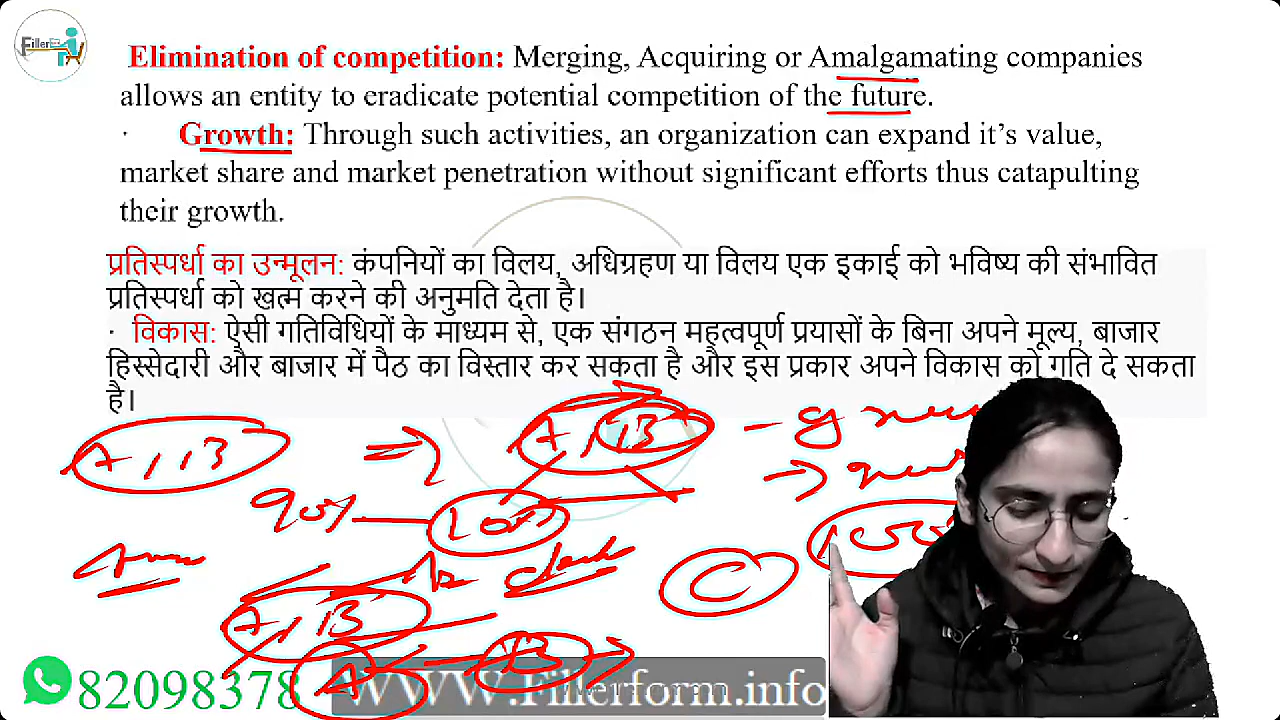 Filler
Elimination of competition: Merging, Acquiring or Amalgamating companies
allows an entity to eradicate potential competition of the future.
· Growth: Through such activities, an organization can expand it's value,
market share and market penetration without significant efforts thus catapulting
their growth.
प्रतिस्पर्धा का उन्मूलन: कंपनियों का विलय, अधिग्रहण या विलय एक इकाई को भविष्य की संभावित
प्रतिस्पर्धा को खत्म करने की अनुमति देता है।
· विकास: ऐसी गतिविधियों के माध्यम से, एक संगठन महत्वपूर्ण प्रयासों के बिना अपने मूल्य, बाजार
हिस्सेदारी और बाजार में पैठ का विस्तार कर सकता है और इस प्रकार अपने विकास को गति दे सकता
है।
A, B A, B
90%
C
A, B
A B
82098378 WWW.Fillerform.info